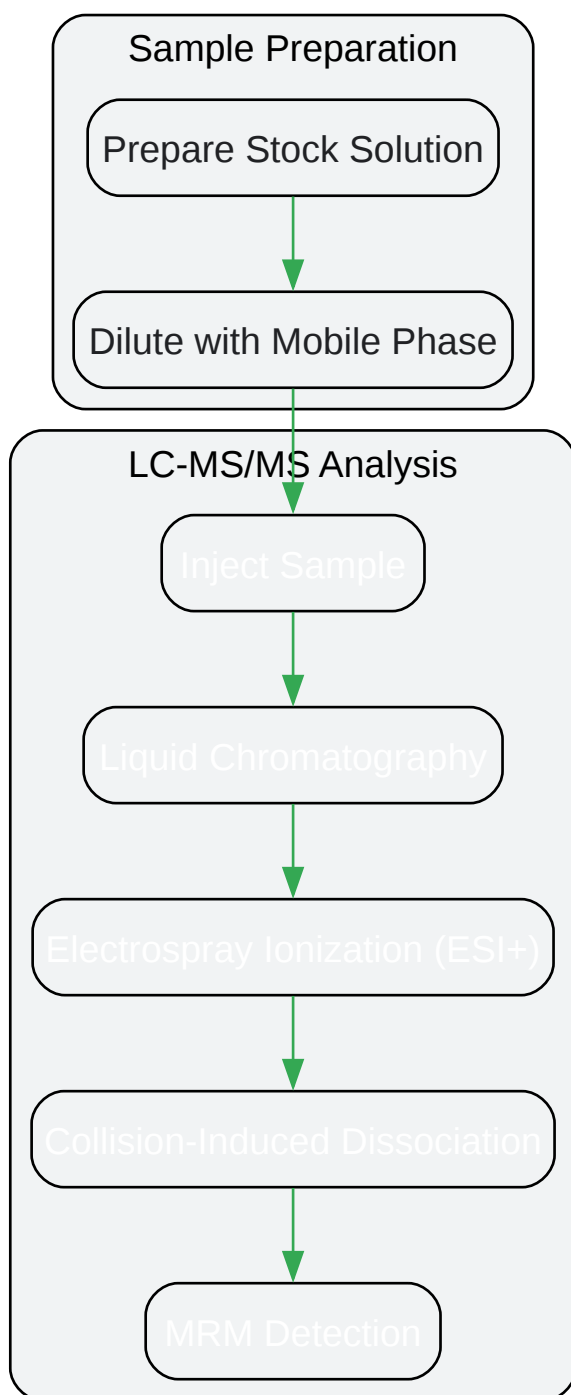 Sample Preparation
Prepare Stock Solution
Dilute with Mobile Phase
LC-MS/MS Analysis
Inject Sample
Liquid Chromatography
Electrospray Ionization (ESI+)
Collision-Induced Dissociation
MRM Detection